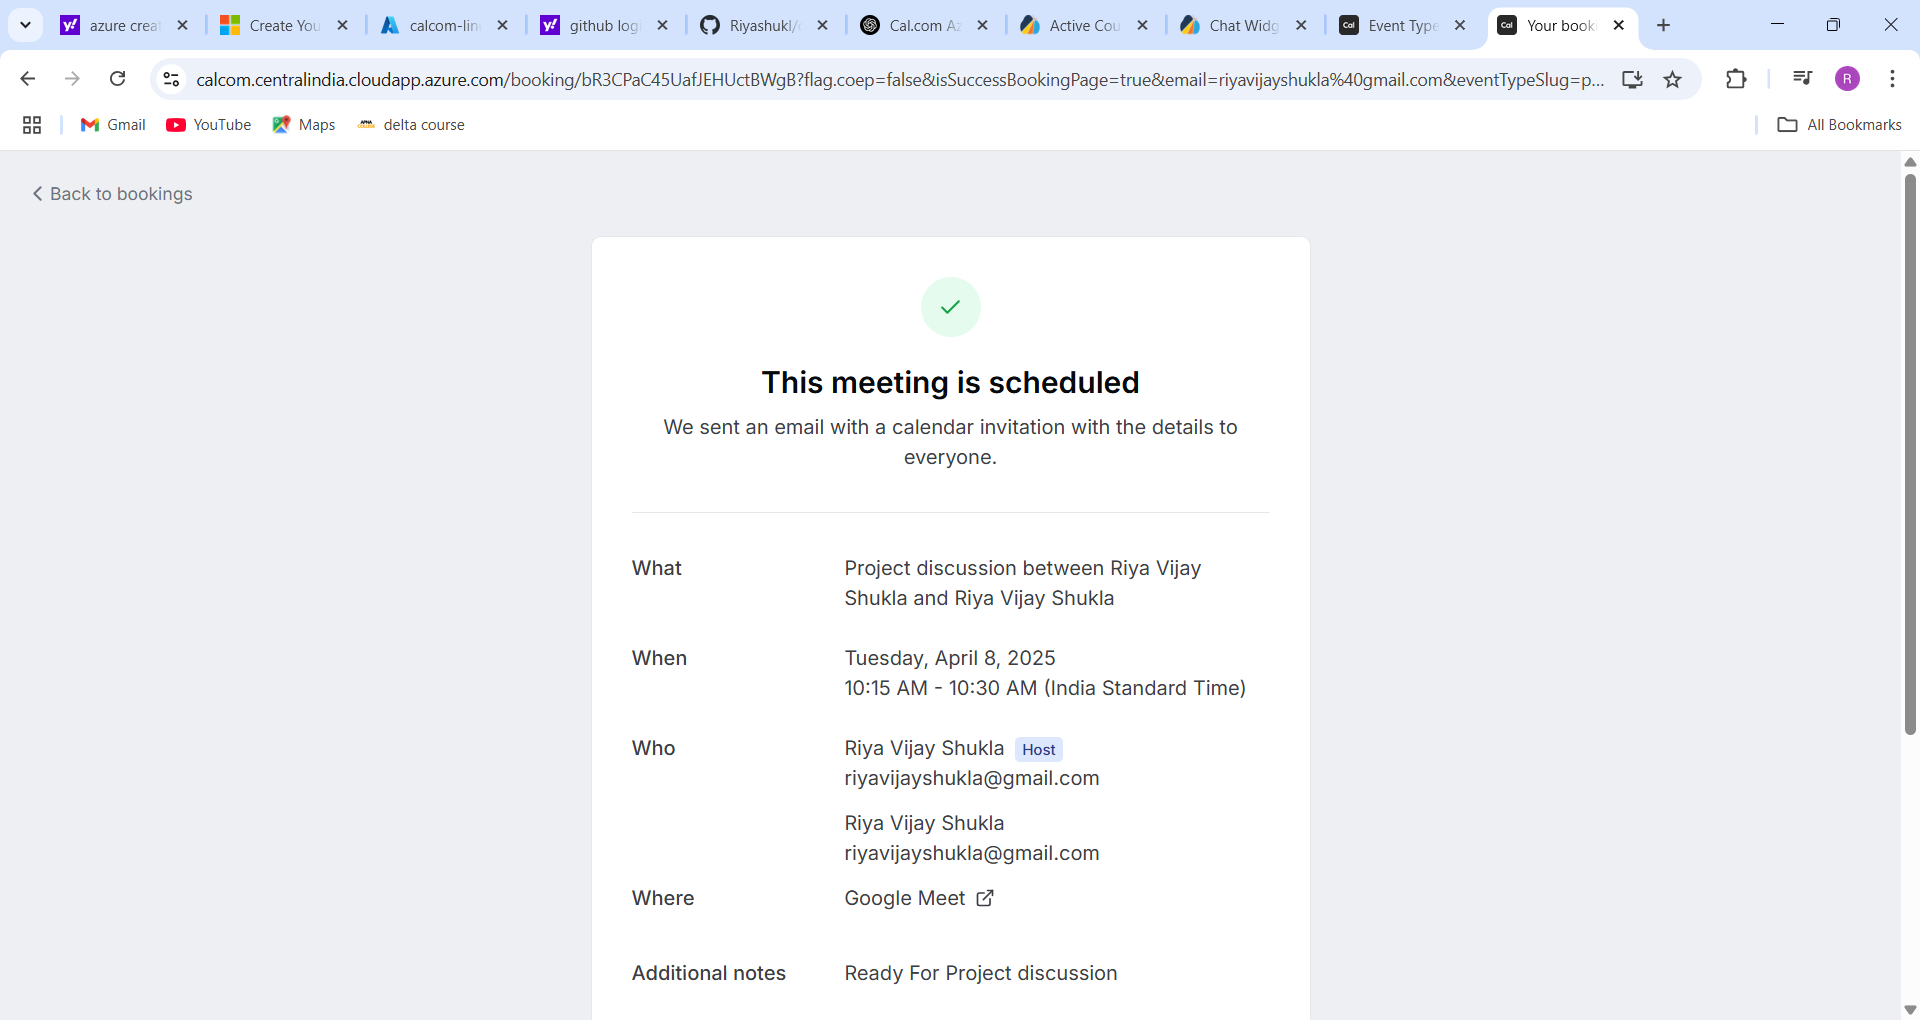 azure creat
Create You
calcom-lin
github log
Riyashukl/
Cal.com Az
Active Cou
Chat Widg
Event Type
Your booki
calcom.centralindia.cloudapp.azure.com/booking/bR3CPaC45UafJEHUctBWgB?flag.coep=false&isSuccessBookingPage=true&email=riyavijayshukla%40gmail.com&eventTypeSlug=p...
R
Gmail
YouTube
Maps
delta course
All Bookmarks
Back to bookings
This meeting is scheduled
We sent an email with a calendar invitation with the details to
everyone.
What
Project discussion between Riya Vijay
Shukla and Riya Vijay Shukla
When
Tuesday, April 8, 2025
10:15 AM - 10:30 AM (India Standard Time)
Who
Riya Vijay Shukla Host
riyavijayshukla@gmail.com
Riya Vijay Shukla
riyavijayshukla@gmail.com
Where
Google Meet
Additional notes
Ready For Project discussion